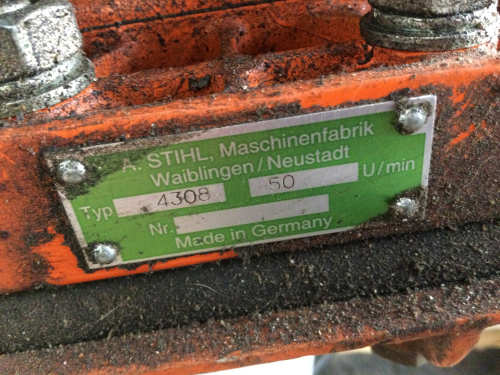 A. STIHL, Maschinenfabrik
Waiblingen/Neustadt
Typ 4308 50 U/min
Nr.
Made in Germany